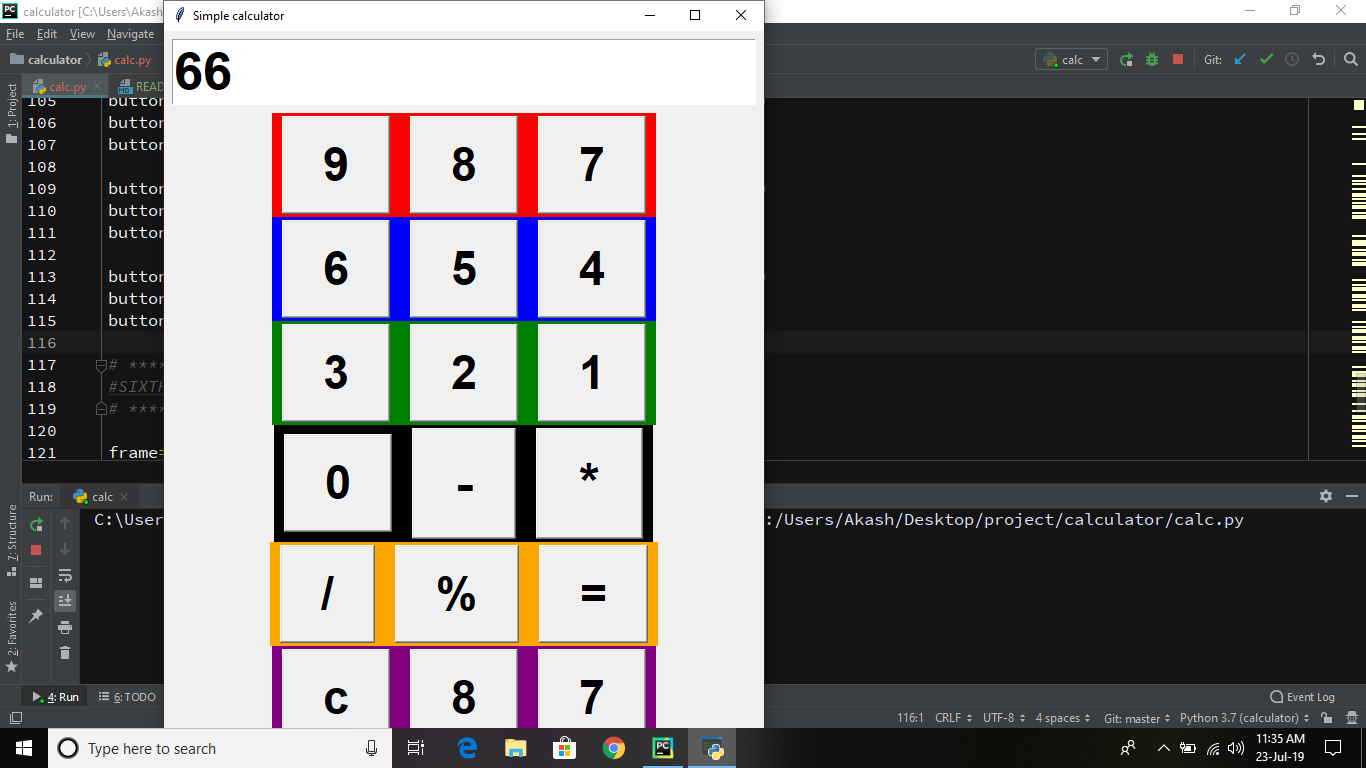 calculator [C:\Users\Akash
File Edit View Navigate
calculator calc.py
calc
Git:
calc.py READ
1: Project
7: Structure
2: Favorites
105 button
106 button
107 button
108
109 button
110 button
111 button
112
113 button
114 button
115 button
116
117 # ****
118 #SIXTH
119 # ****
120
121 frame=
Simple calculator
66
9 8 7
6 5 4
3 2 1
0 - *
/ % =
c 8 7
Run: calc
C:\User
:/Users/Akash/Desktop/project/calculator/calc.py
4: Run 6: TODO
Event Log
116:1 CRLF UTF-8 4 spaces Git: master Python 3.7 (calculator)
Type here to search
11:35 AM
23-Jul-19